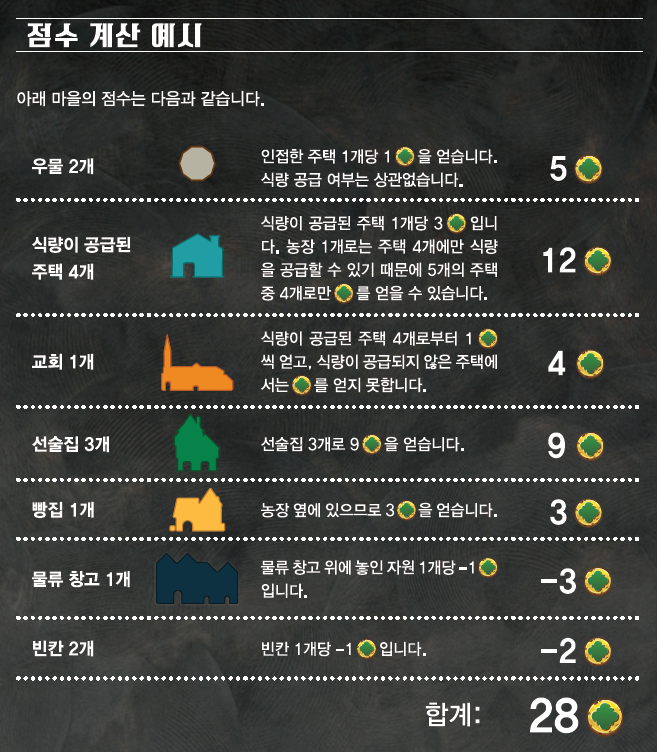 점수 계산 예시
아래 마을의 점수는 다음과 같습니다.
우물 2개
인접한 주택 1개당 1 을 얻습니다.
식량 공급 여부는 상관없습니다.
5
식량이 공급된
주택 4개
식량이 공급된 주택 1개당 3 입니
다. 농장 1개로는 주택 4개에만 식량
을 공급할 수 있기 때문에 5개의 주택
중 4개로만 를 얻을 수 있습니다.
12
교회 1개
식량이 공급된 주택 4개로부터 1
씩 얻고, 식량이 공급되지 않은 주택에
서는 를 얻지 못합니다.
4
선술집 3개
선술집 3개로 9 을 얻습니다.
9
빵집 1개
농장 옆에 있으므로 3 을 얻습니다.
3
물류 창고 1개
물류 창고 위에 놓인 자원 1개당 –1
입니다.
–3
빈칸 2개
빈칸 1개당 –1 입니다.
–2
합계: 28